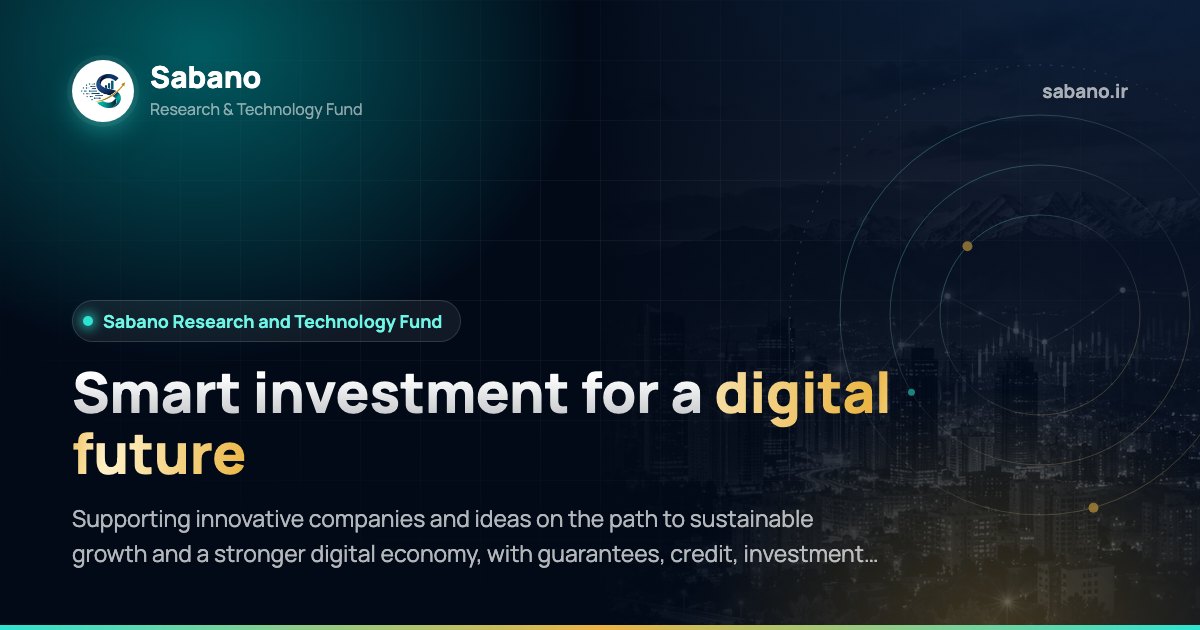 Sabano
Research & Technology Fund
sabano.ir
Sabano Research and Technology Fund
Smart investment for a digital
future
Supporting innovative companies and ideas on the path to sustainable
growth and a stronger digital economy, with guarantees, credit, investment…